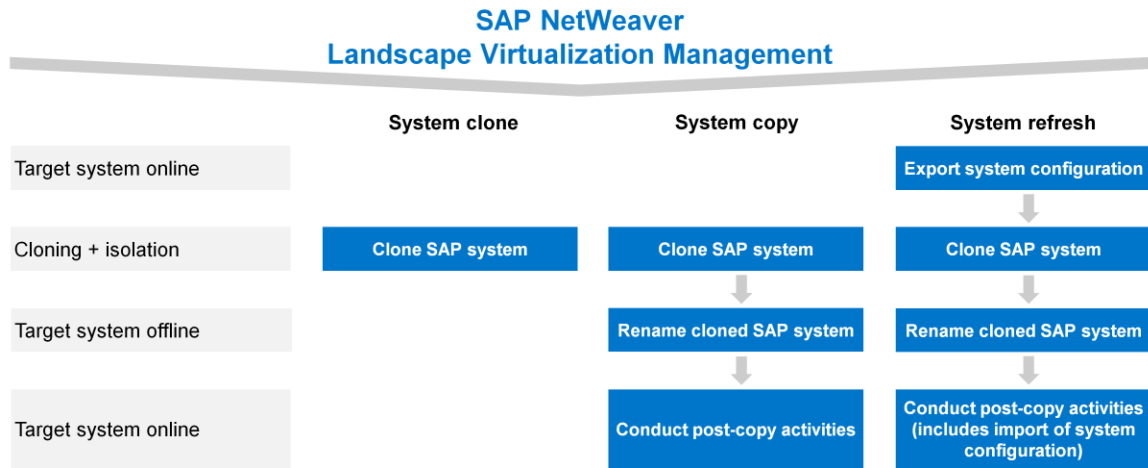 SAP NetWeaver
Landscape Virtualization Management
System clone
System copy
System refresh
Target system online
Export system configuration
Cloning + isolation
Clone SAP system
Clone SAP system
Clone SAP system
Target system offline
Rename cloned SAP system
Rename cloned SAP system
Target system online
Conduct post-copy activities
Conduct post-copy activities
(includes import of system
configuration)